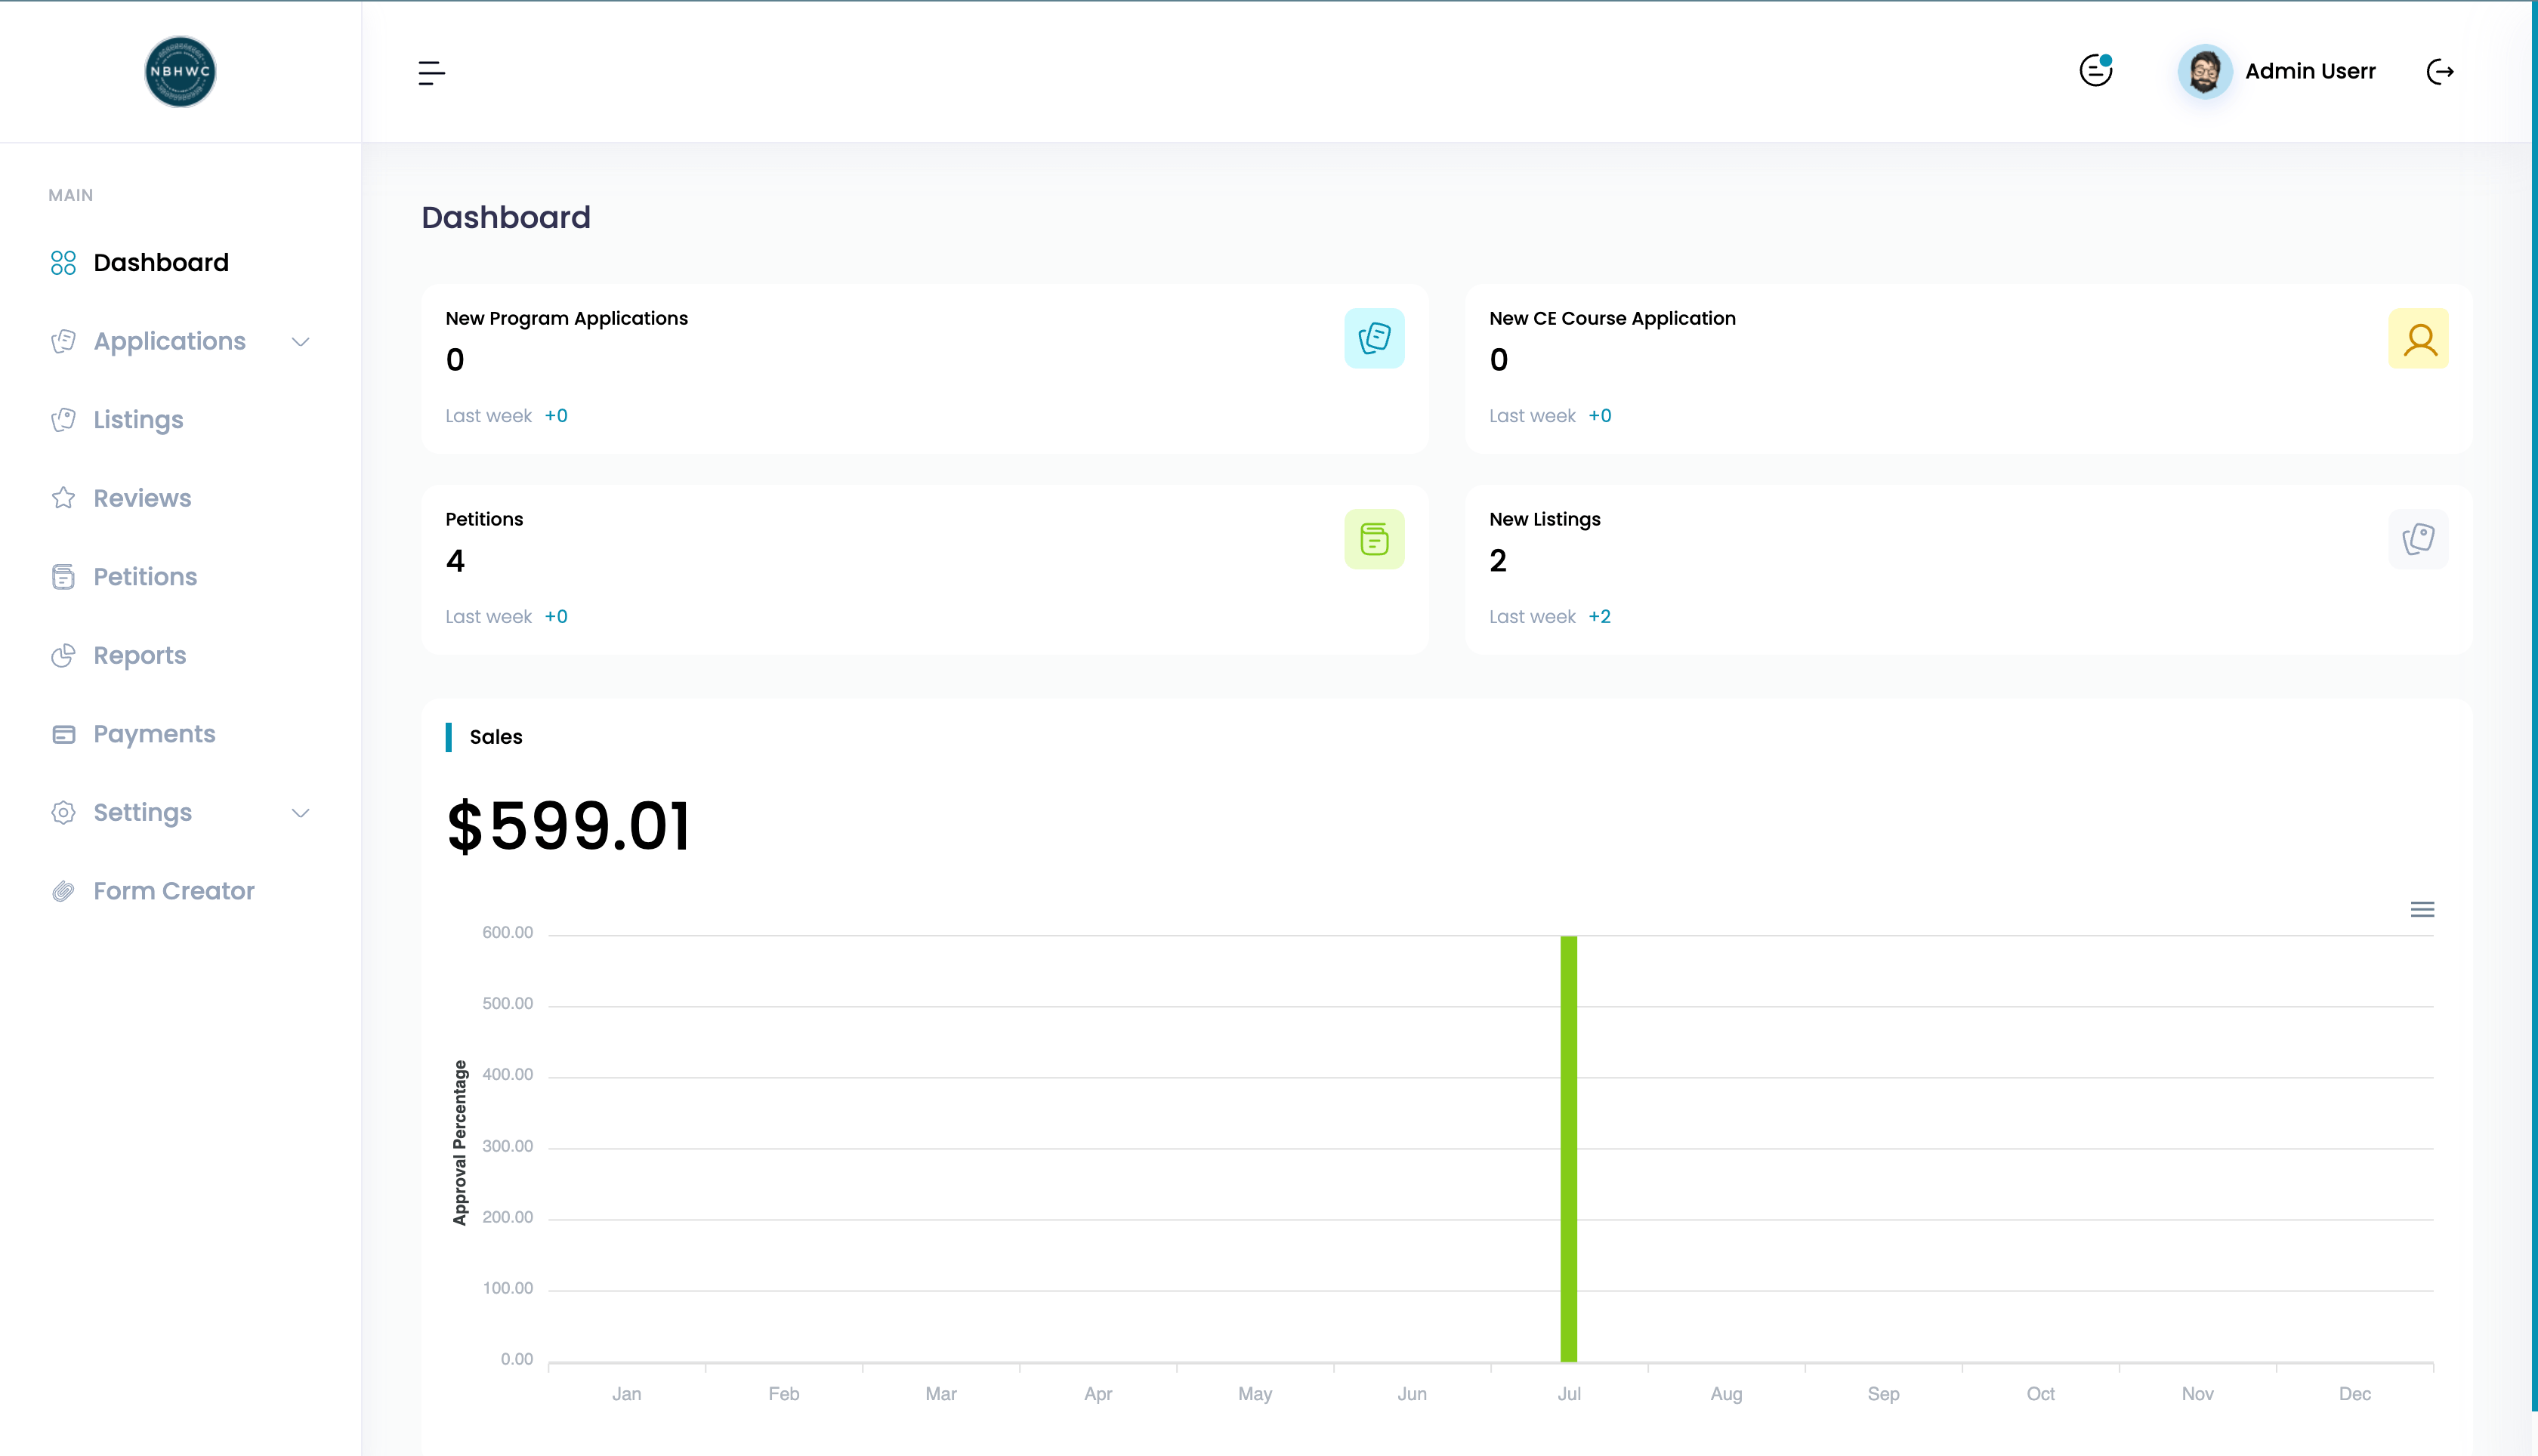 NBHWC
Admin Userr
MAIN
Dashboard
Applications
Listings
Reviews
Petitions
Reports
Payments
Settings
Form Creator
Dashboard
New Program Applications
0
Last week +0
New CE Course Application
0
Last week +0
Petitions
4
Last week +0
New Listings
2
Last week +2
Sales
$599.01
Approval Percentage
600.00
500.00
400.00
300.00
200.00
100.00
0.00
Jan Feb Mar Apr May Jun Jul Aug Sep Oct Nov Dec